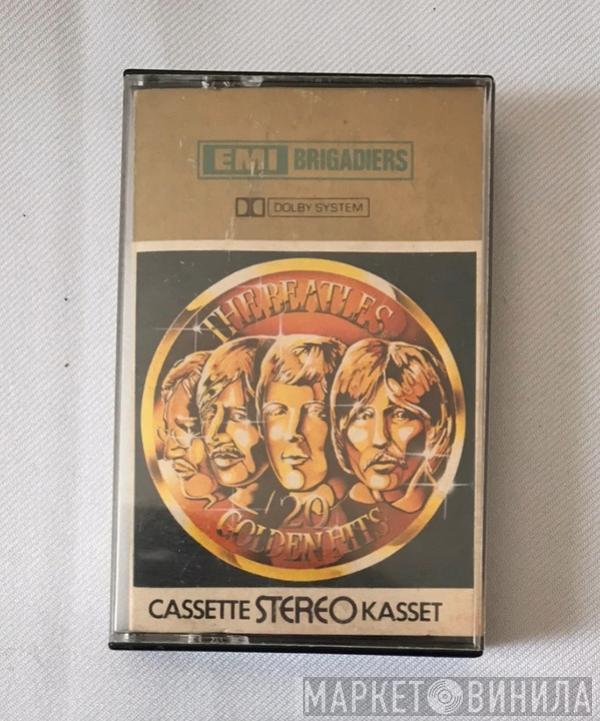 EMI BRIGADIERS
DOLBY SYSTEM
THE BEATLES
20
GOLDEN HITS
CASSETTE STEREO KASSET
МАРКЕТ ВИНИЛА